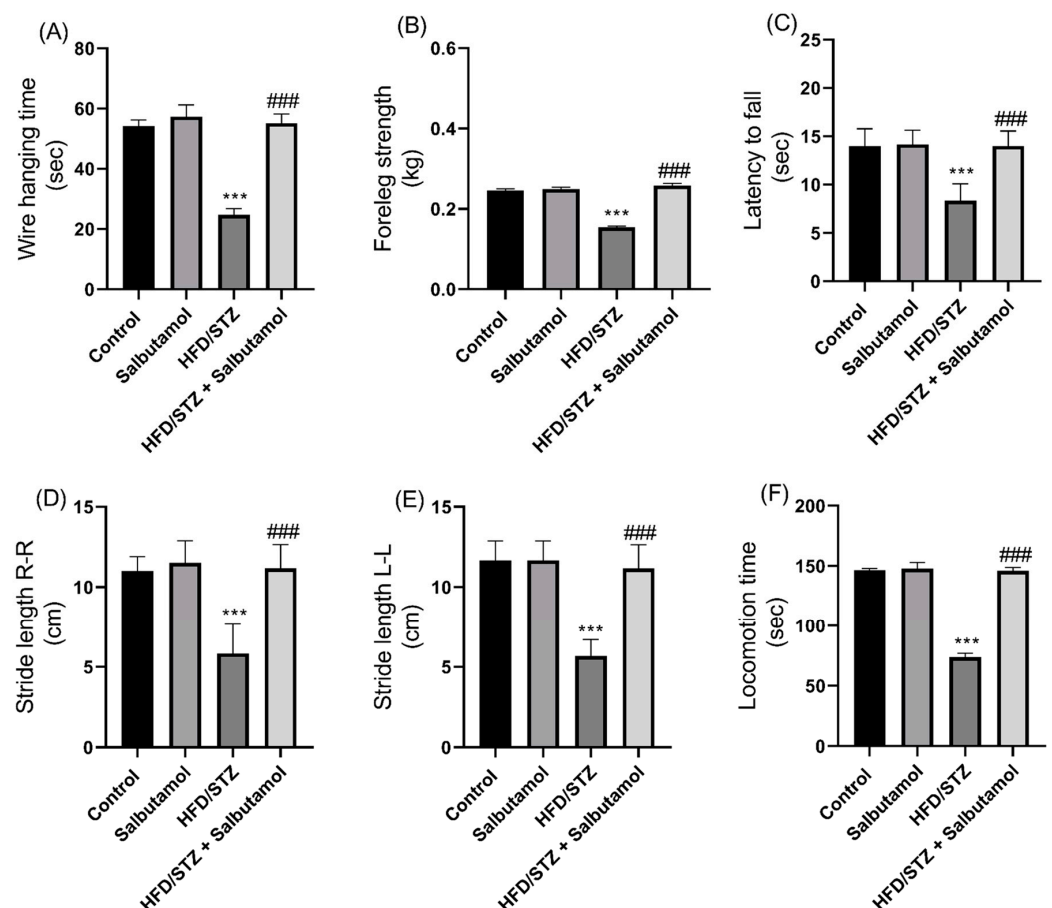 (A)
Wire hanging time
(sec)
80
60
40
20
0
***
###
Control
Salbutamol
HFD/STZ
HFD/STZ + Salbutamol
(B)
Foreleg strength
(kg)
0.6
0.4
0.2
0.0
***
###
Control
Salbutamol
HFD/STZ
HFD/STZ + Salbutamol
(C)
Latency to fall
(sec)
25
20
15
10
5
0
***
###
Control
Salbutamol
HFD/STZ
HFD/STZ + Salbutamol
(D)
Stride length R-R
(cm)
15
10
5
0
***
###
Control
Salbutamol
HFD/STZ
HFD/STZ + Salbutamol
(E)
Stride length L-L
(cm)
15
10
5
0
***
###
Control
Salbutamol
HFD/STZ
HFD/STZ + Salbutamol
(F)
Locomotion time
(sec)
200
150
100
50
0
***
###
Control
Salbutamol
HFD/STZ
HFD/STZ + Salbutamol